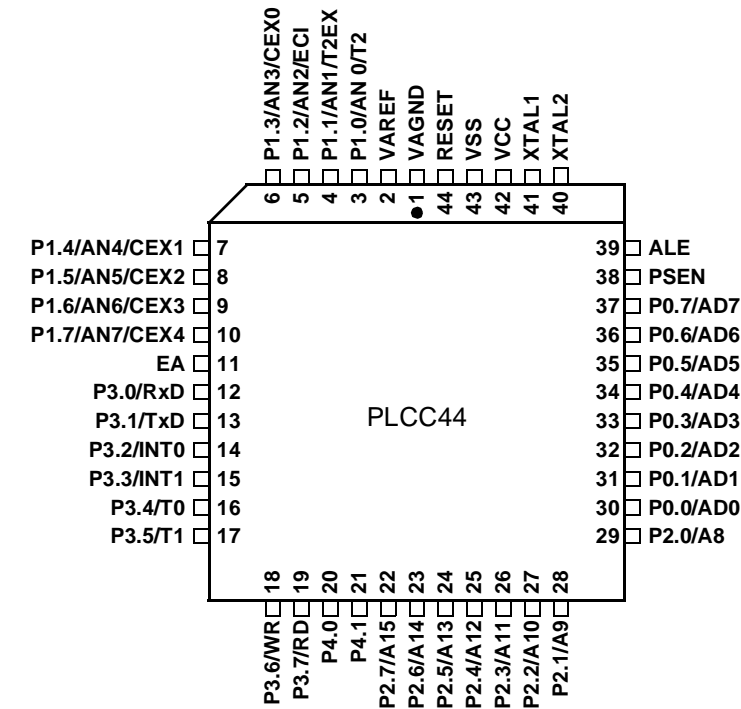 P1.3/AN3/CEX0
P1.2/AN2/ECI
P1.1/AN1/T2EX
P1.0/AN 0/T2
VAREF
VAGND
RESET
VSS
VCC
XTAL1
XTAL2
6
5
4
3
2
1
44
43
42
41
40
P1.4/AN4/CEX1 7
P1.5/AN5/CEX2 8
P1.6/AN6/CEX3 9
P1.7/AN7/CEX4 10
EA 11
P3.0/RxD 12
P3.1/TxD 13
P3.2/INT0 14
P3.3/INT1 15
P3.4/T0 16
P3.5/T1 17
PLCC44
39 ALE
38 PSEN
37 P0.7/AD7
36 P0.6/AD6
35 P0.5/AD5
34 P0.4/AD4
33 P0.3/AD3
32 P0.2/AD2
31 P0.1/AD1
30 P0.0/AD0
29 P2.0/A8
18
19
20
21
22
23
24
25
26
27
28
P3.6/WR
P3.7/RD
P4.0
P4.1
P2.7/A15
P2.6/A14
P2.5/A13
P2.4/A12
P2.3/A11
P2.2/A10
P2.1/A9